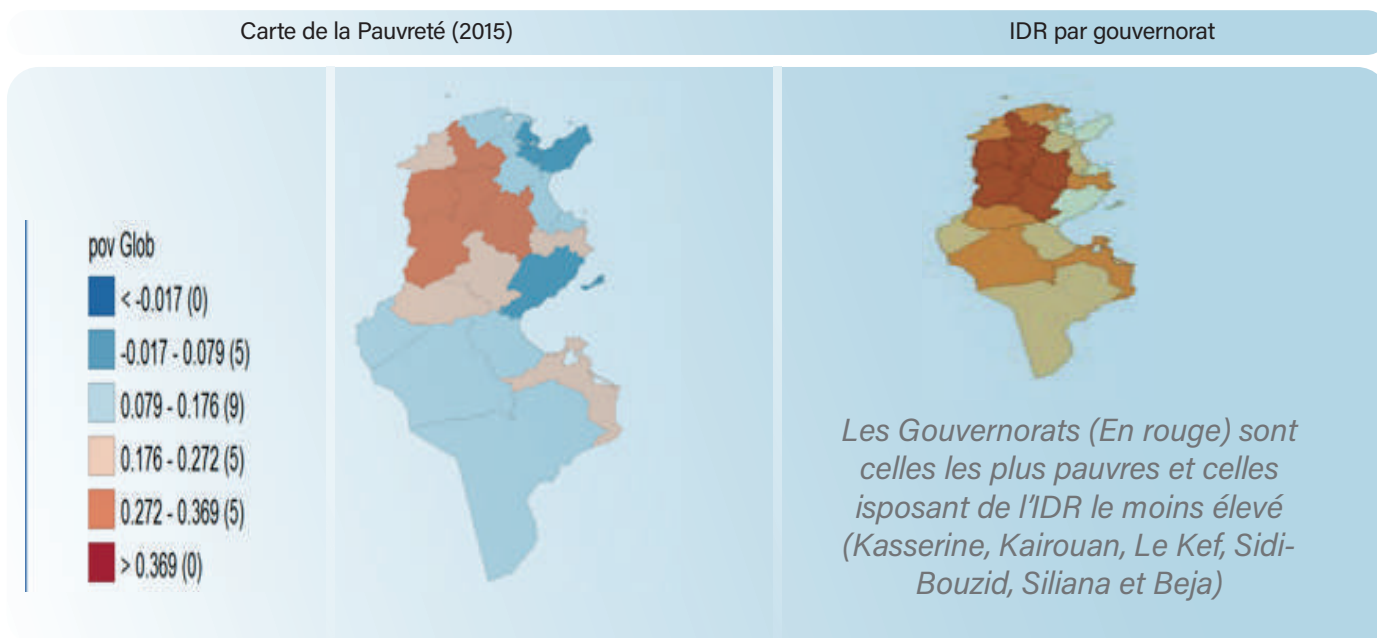 Carte de la Pauvreté (2015)
IDR par gouvernorat
pov Glob
< -0.017 (0)
-0.017 - 0.079 (5)
0.079 - 0.176 (9)
0.176 - 0.272 (5)
0.272 - 0.369 (5)
> 0.369 (0)
Les Gouvernorats (En rouge) sont
celles les plus pauvres et celles
isposant de l'IDR le moins élevé
(Kasserine, Kairouan, Le Kef, Sidi-
Bouzid, Siliana et Beja)